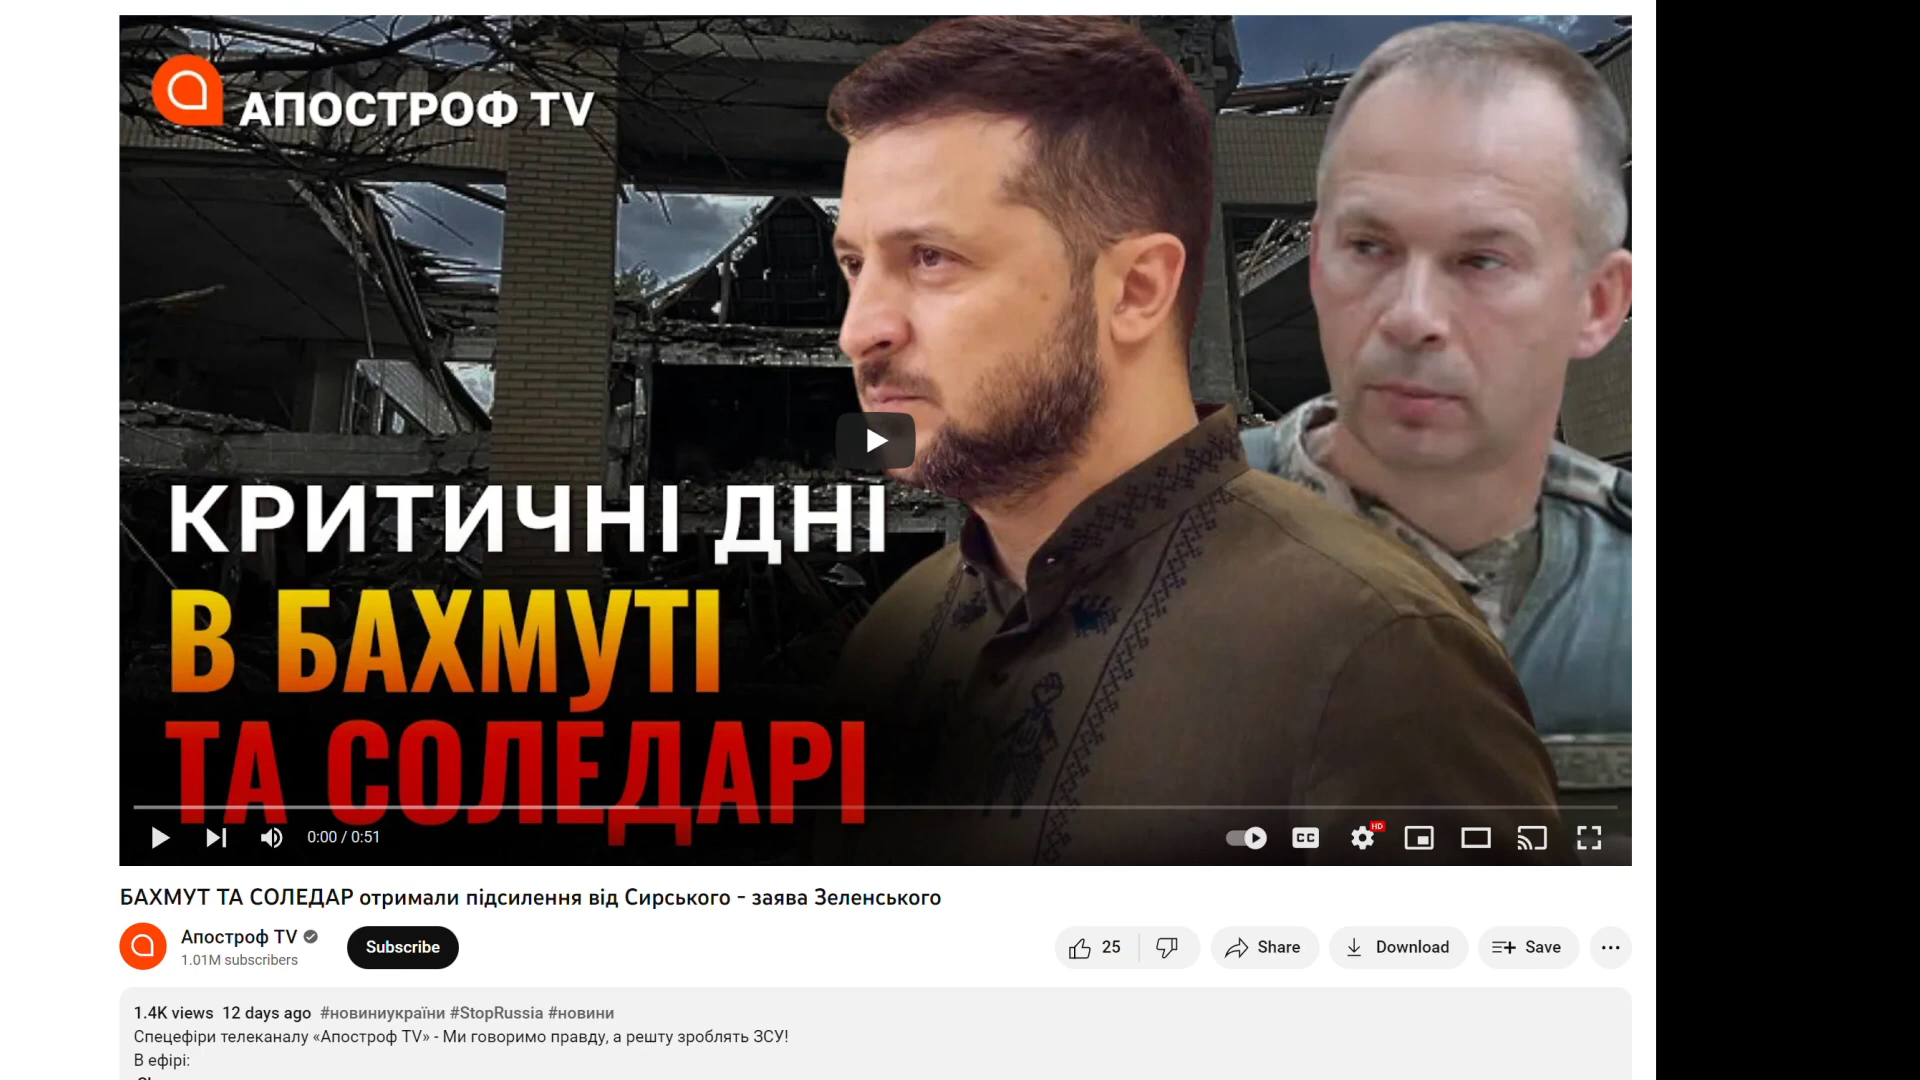 АПОСТРОФ TV
КРИТИЧНІ ДНІ
В БАХМУТІ
ТА СОЛЕДАРІ
0:00 / 0:51
CC
HD
БАХМУТ ТА СОЛЕДАР отримали підсилення від Сирського - заява Зеленського
Апостроф TV
1.01M subscribers
Subscribe
25
Share
Download
Save
1.4K views 12 days ago #новиниукраїни #StopRussia #новини
Спецефіри телеканалу «Апостроф TV» - Ми говоримо правду, а решту зроблять ЗСУ!
В ефірі: